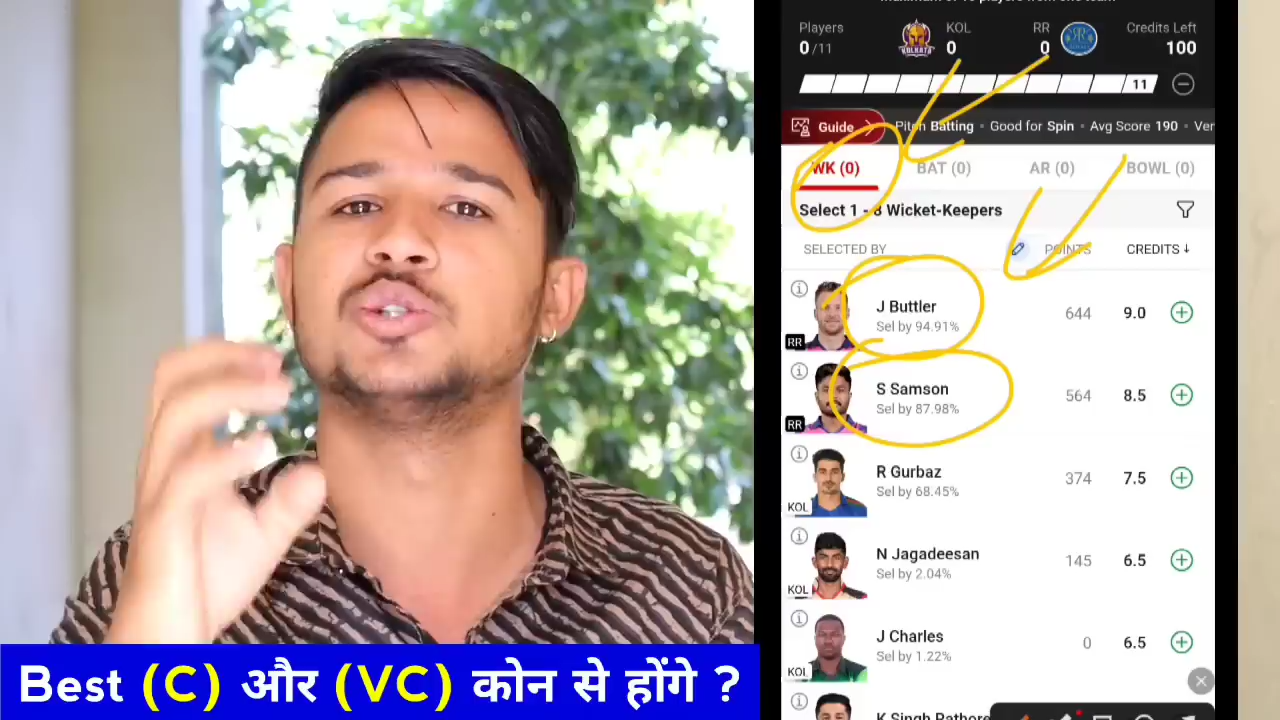 Players
0/11
KOL
0
RR
0
Credits Left
100
11
Guide
Pitch Batting • Good for Spin • Avg Score 190 • Ver
WK (0)
BAT (0)
AR (0)
BOWL (0)
Select 1 - 8 Wicket-Keepers
SELECTED BY
POINTS
CREDITS↓
J Buttler
Sel by 94.91%
RR
644
9.0
S Samson
Sel by 87.98%
RR
564
8.5
R Gurbaz
Sel by 68.45%
KOL
374
7.5
N Jagadeesan
Sel by 2.04%
KOL
145
6.5
J Charles
Sel by 1.22%
KOL
0
6.5
K Singh Rathore
Best (C) और (VC) कोन से होंगे ?